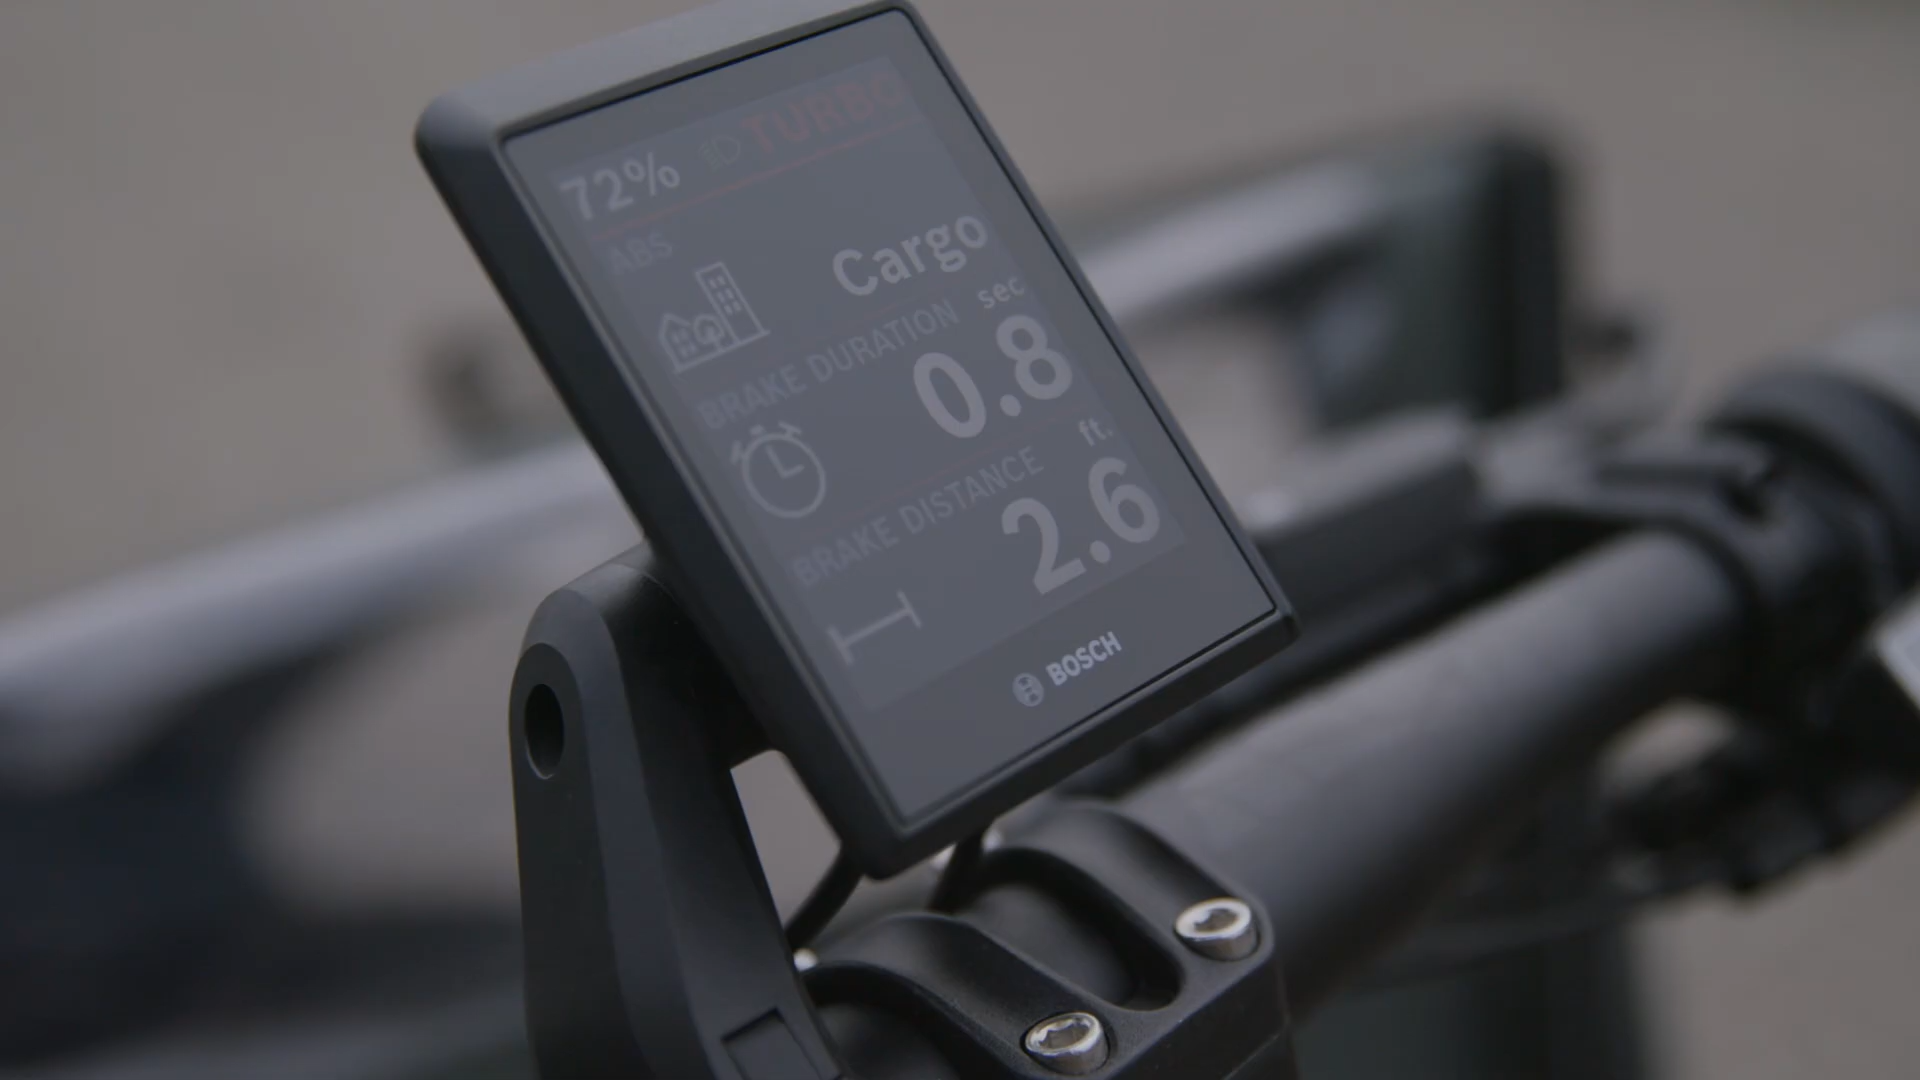 72% TURBO
ABS
Cargo
BRAKE DURATION sec
0.8
BRAKE DISTANCE ft.
2.6
BOSCH